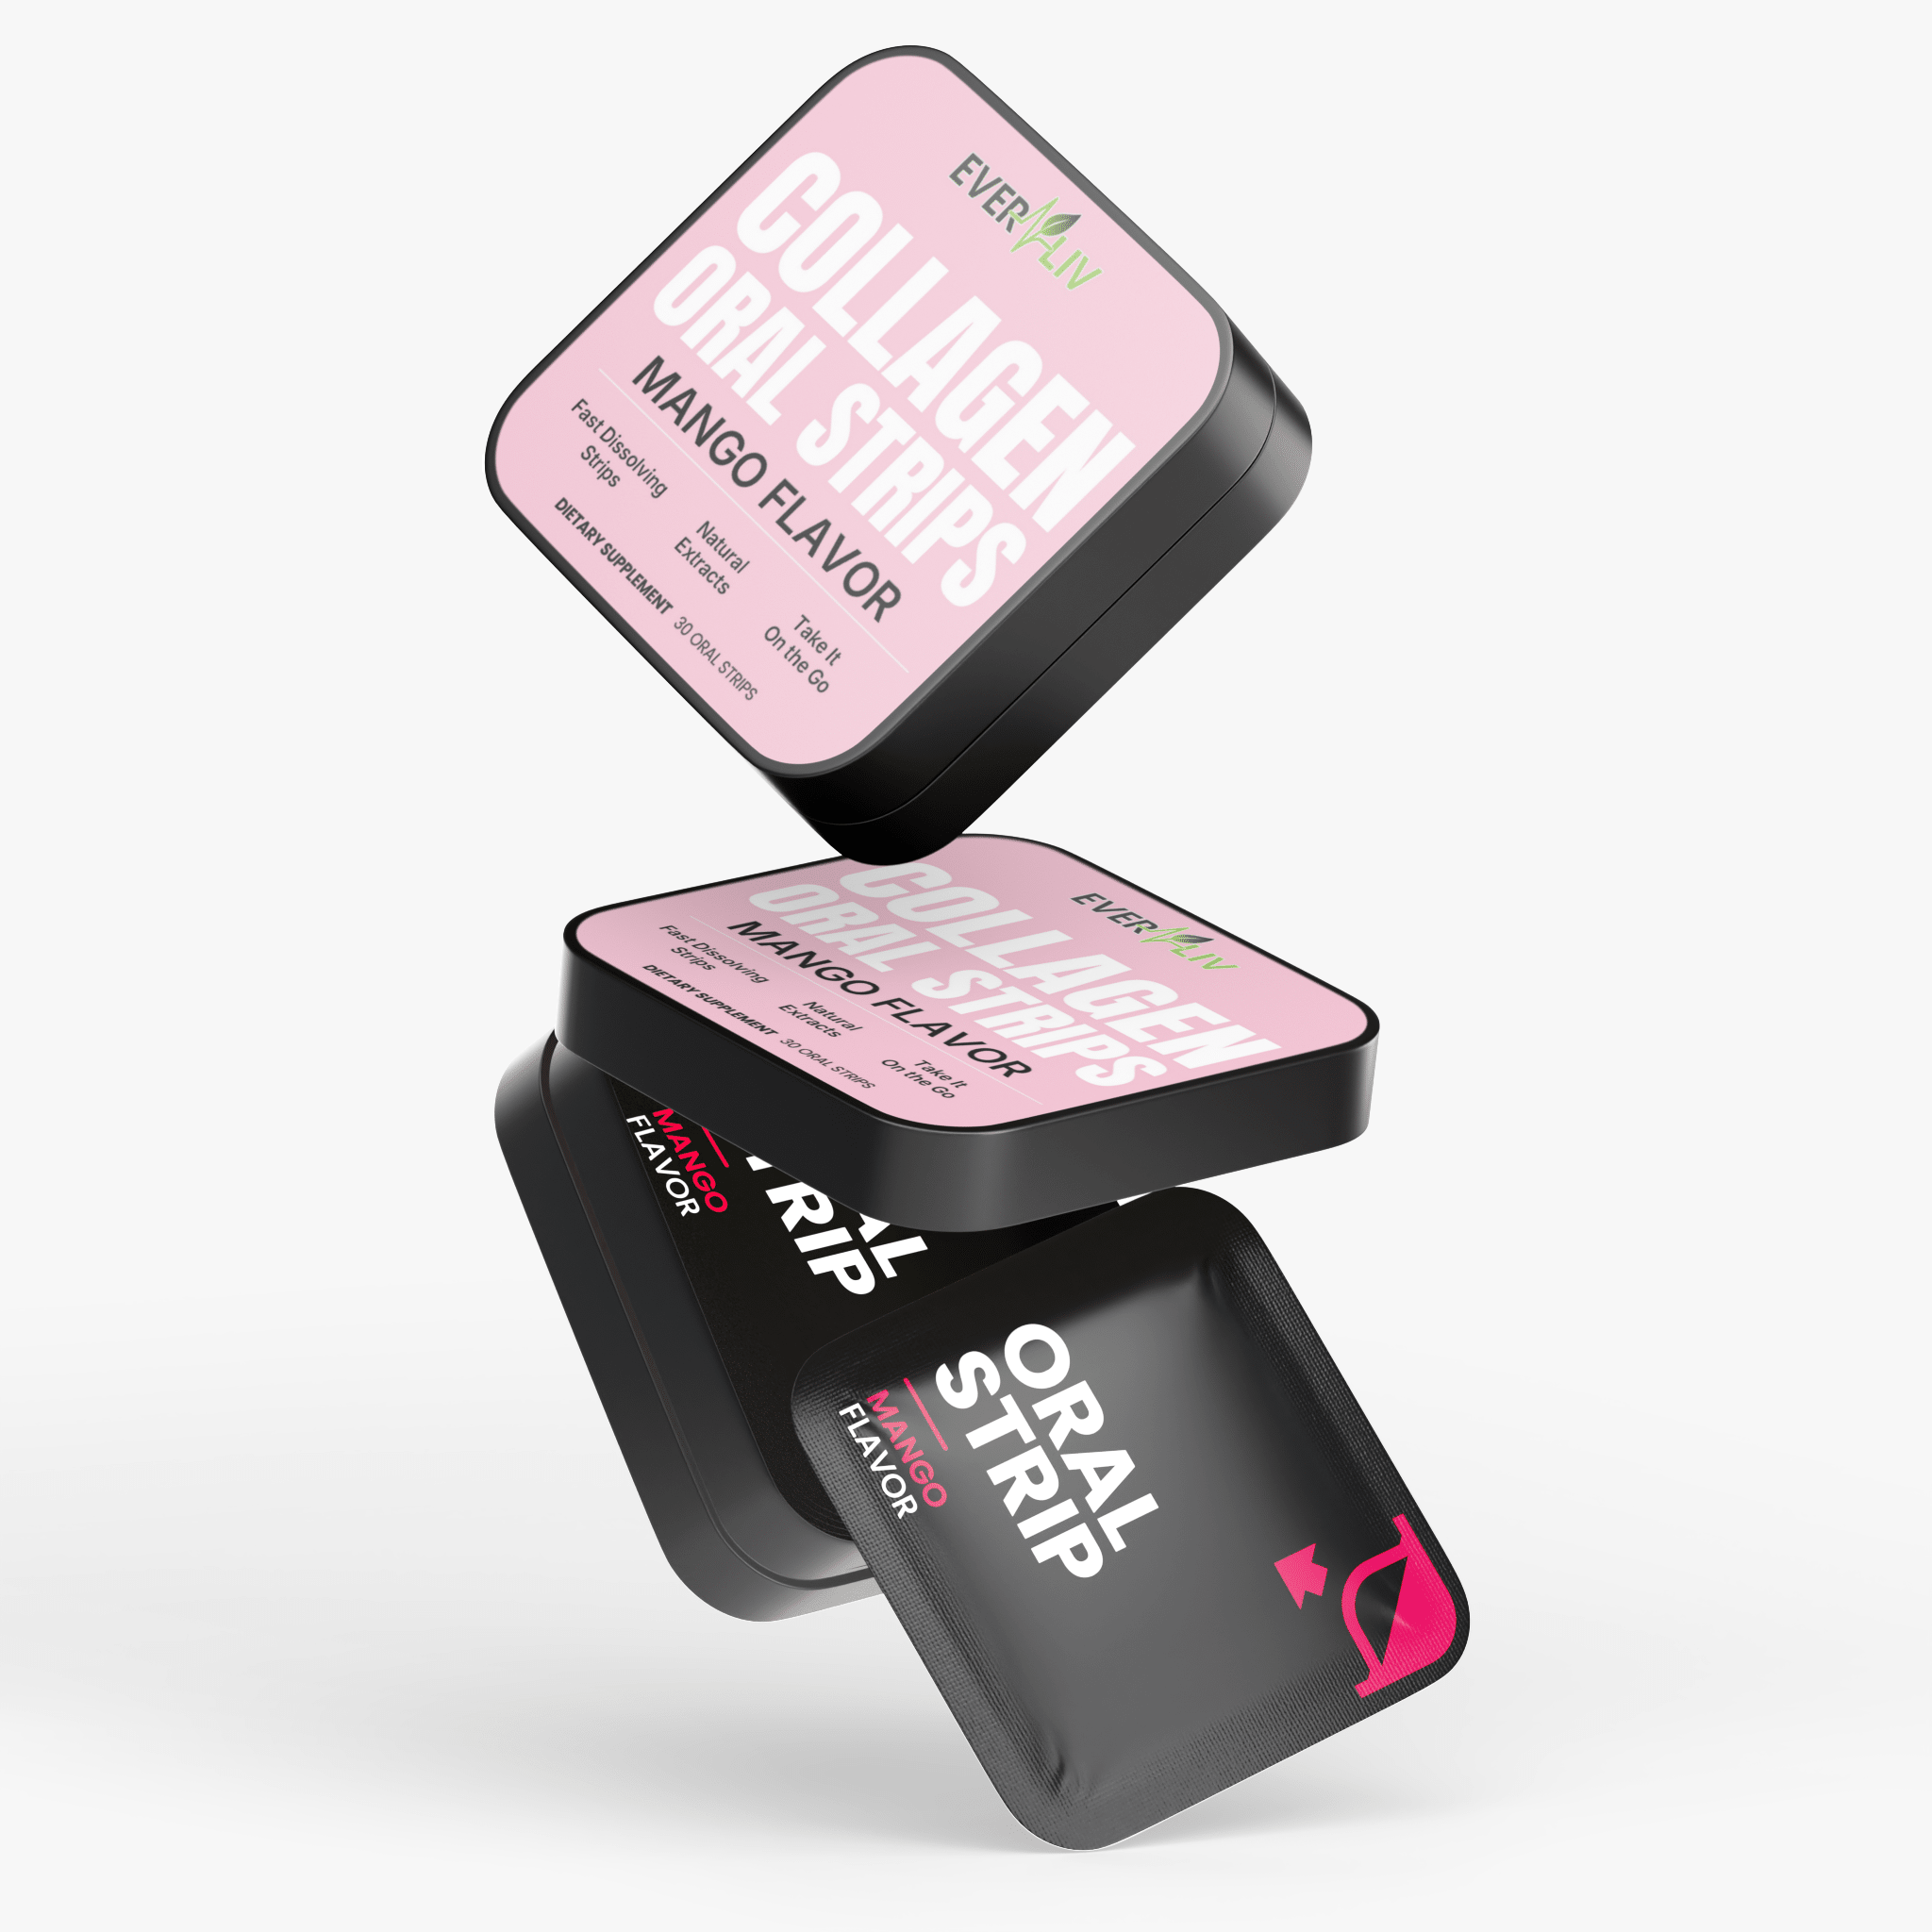 EVER LIV
COLLAGEN
ORAL STRIPS
MANGO FLAVOR
Fast Dissolving
Strips
Natural
Extracts
Take It
On the Go
DIETARY SUPPLEMENT 30 ORAL STRIPS
EVER LIV
COLLAGEN
ORAL STRIPS
MANGO FLAVOR
Fast Dissolving
Strips
Natural
Extracts
Take It
On the Go
DIETARY SUPPLEMENT 30 ORAL STRIPS
AL
TRIP
MANGO
FLAVOR
ORAL
STRIP
MANGO
FLAVOR